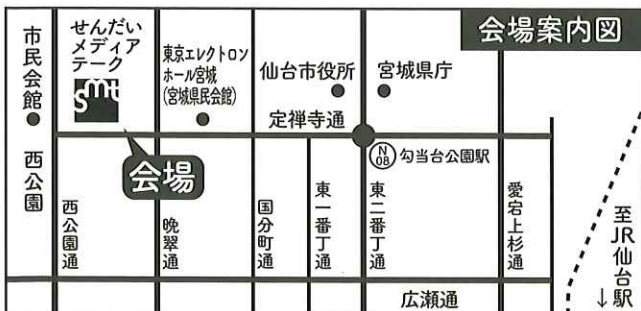 会場案内図
市民会館
西公園
せんだい
メディア
テーク
smt
会場
東京エレクトロン
ホール宮城
(宮城県民会館)
仙台市役所
宮城県庁
定禅寺通
N
08
勾当台公園駅
西公園通
晩翠通
国分町通
東一番丁通
東二番丁通
愛宕上杉通
広瀬通
至JR仙台駅
↓